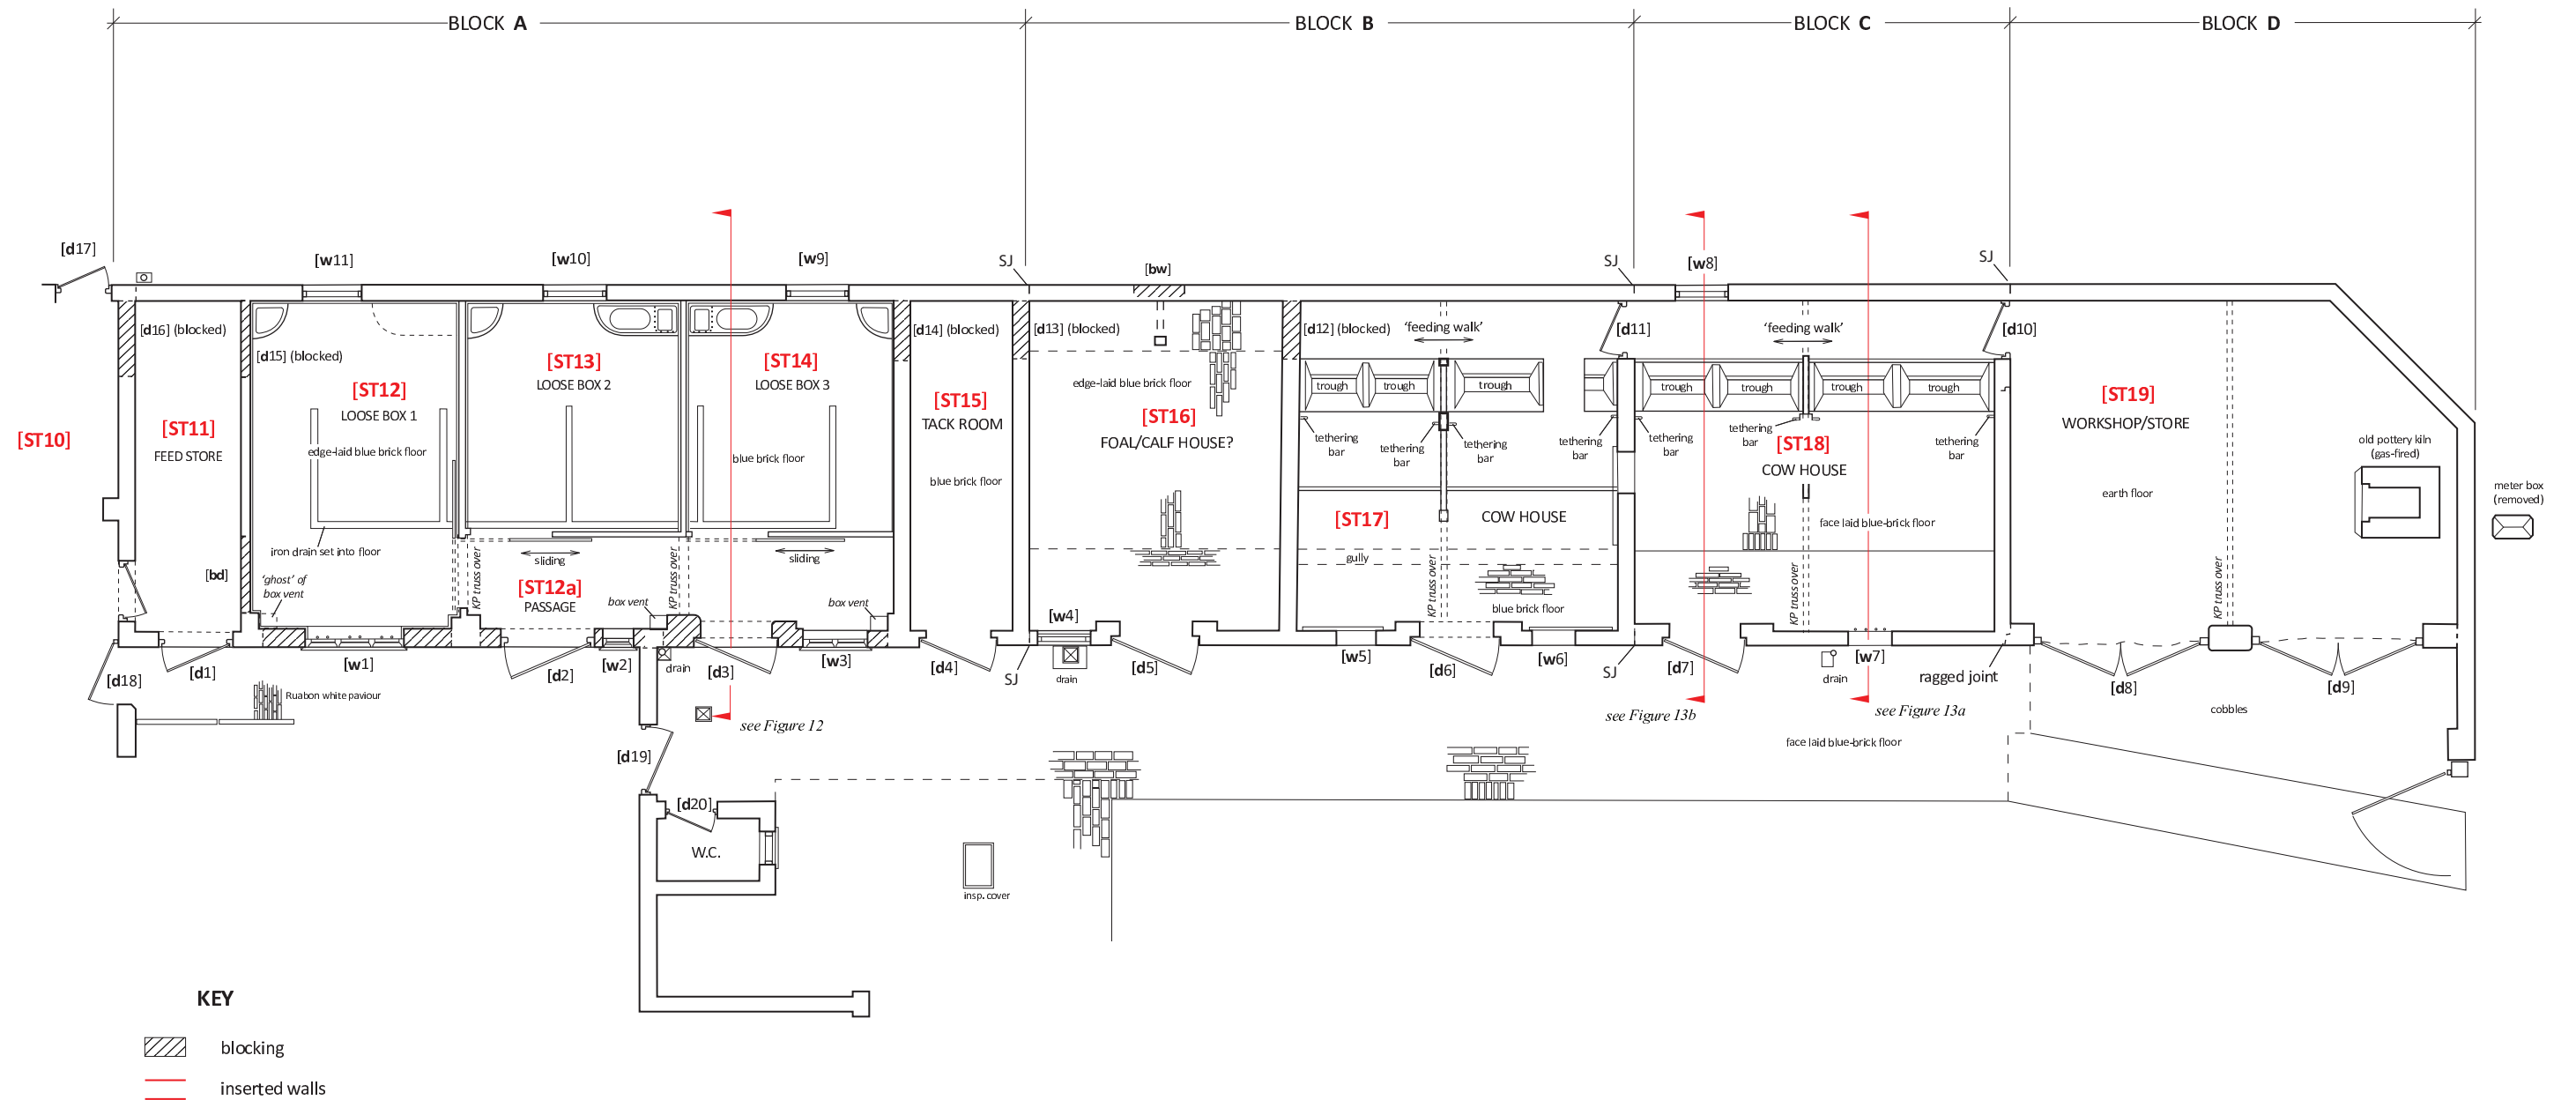 BLOCK A
BLOCK B
BLOCK C
BLOCK D
[d17]
[w11]
[w10]
[w9]
SJ
[bw]
SJ
[w8]
SJ
[d16] (blocked)
[d15] (blocked)
[d14] (blocked)
[d13] (blocked)
[d12] (blocked)
'feeding walk'
[d11]
'feeding walk'
[d10]
[ST10]
[ST11]
FEED STORE
[ST12]
LOOSE BOX 1
edge-laid blue brick floor
[ST13]
LOOSE BOX 2
[ST14]
LOOSE BOX 3
blue brick floor
[ST15]
TACK ROOM
blue brick floor
edge-laid blue brick floor
[ST16]
FOAL/CALF HOUSE?
trough
trough
trough
trough
trough
trough
trough
tethering
bar
tethering
bar
tethering
bar
tethering
bar
tethering
bar
tethering
bar
tethering
bar
[ST17]
COW HOUSE
gully
blue brick floor
[ST18]
COW HOUSE
face laid blue-brick floor
[ST19]
WORKSHOP/STORE
earth floor
old pottery kiln
(gas-fired)
meter box
(removed)
iron drain set into floor
[bd]
'ghost' of
box vent
KP truss over
sliding
[ST12a]
PASSAGE
box vent
KP truss over
sliding
box vent
KP truss over
KP truss over
KP truss over
[d18]
[d1]
[w1]
[d2]
[w2]
drain
[d3]
[w3]
[d4]
SJ
[w4]
drain
[d5]
[w5]
[d6]
[w6]
SJ
[d7]
drain
[w7]
ragged joint
[d8]
[d9]
Ruabon white paviour
see Figure 12
see Figure 13b
see Figure 13a
cobbles
face laid blue-brick floor
[d19]
[d20]
W.C.
insp. cover
KEY
blocking
inserted walls